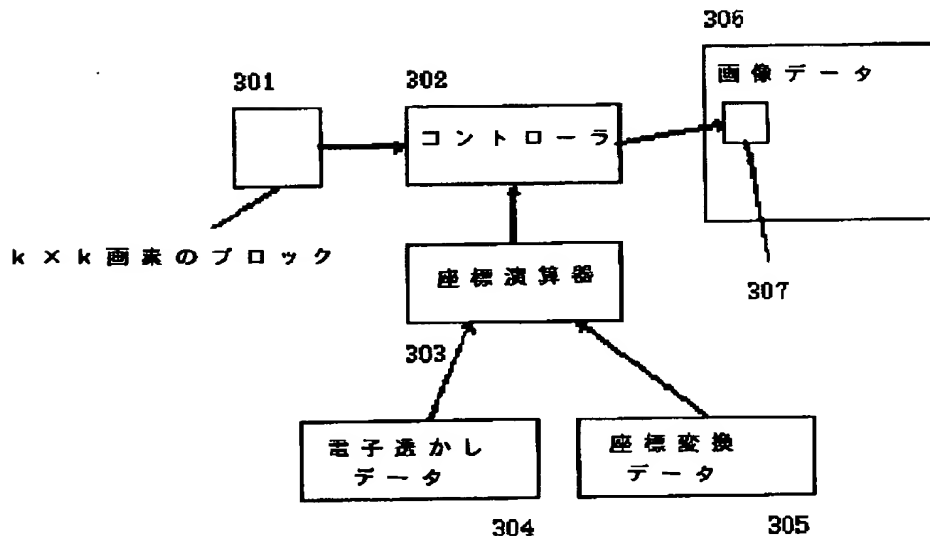 306
画像データ
301
302
コントローラ
k×k画素のブロック
座標演算器
307
303
電子透かし
データ
座標変換
データ
304
305